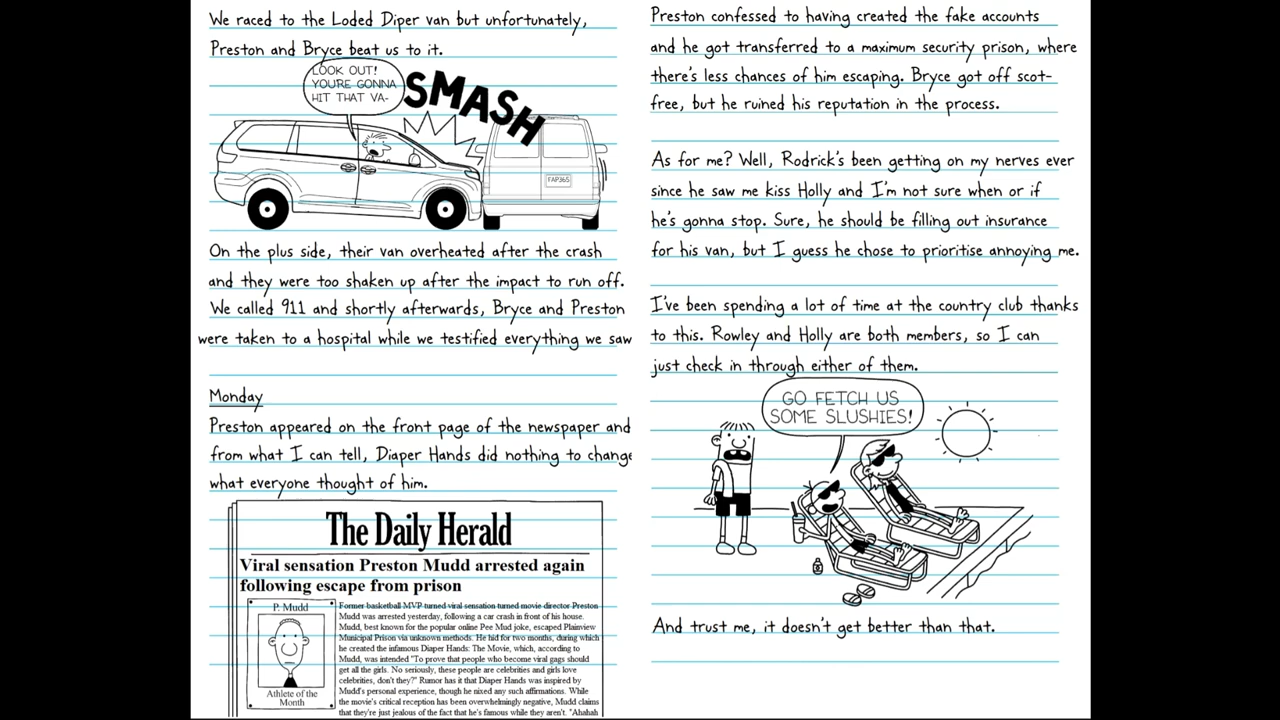 We raced to the Loded Diper van but unfortunately,
Preston and Bryce beat us to it.
LOOK OUT!
YOU'RE GONNA
HIT THAT VA-
SMASH
FAP365
On the plus side, their van overheated after the crash
and they were too shaken up after the impact to run off.
We called 911 and shortly afterwards, Bryce and Preston
were taken to a hospital while we testified everything we saw
Monday
Preston appeared on the front page of the newspaper and
from what I can tell, Diaper Hands did nothing to change
what everyone thought of him.
The Daily Herald
Viral sensation Preston Mudd arrested again
following escape from prison
P. Mudd
Athlete of the
Month
Former basketball MVP turned viral sensation turned movie director Preston
Mudd was arrested yesterday, following a car crash in front of his house.
Mudd, best known for the popular online Pee Mud joke, escaped Plainview
Municipal Prison via unknown methods. He hid for two months, during which
he created the infamous Diaper Hands: The Movie, which, according to
Mudd, was intended "To prove that people who become viral gags should
get all the girls. No seriously, these people are celebrities and girls love
celebrities, don't they?" Rumor has it that Diaper Hands was inspired by
Mudd's personal experience, though he nixed any such affirmations. While
the movie's critical reception has been overwhelmingly negative, Mudd claims
that they're just jealous of the fact that he's famous while they aren't. "Ahahah
Preston confessed to having created the fake accounts
and he got transferred to a maximum security prison, where
there's less chances of him escaping. Bryce got off scot-
free, but he ruined his reputation in the process.
As for me? Well, Rodrick's been getting on my nerves ever
since he saw me kiss Holly and I'm not sure when or if
he's gonna stop. Sure, he should be filling out insurance
for his van, but I guess he chose to prioritise annoying me.
I've been spending a lot of time at the country club thanks
to this. Rowley and Holly are both members, so I can
just check in through either of them.
GO FETCH US
SOME SLUSHIES!
And trust me, it doesn't get better than that.